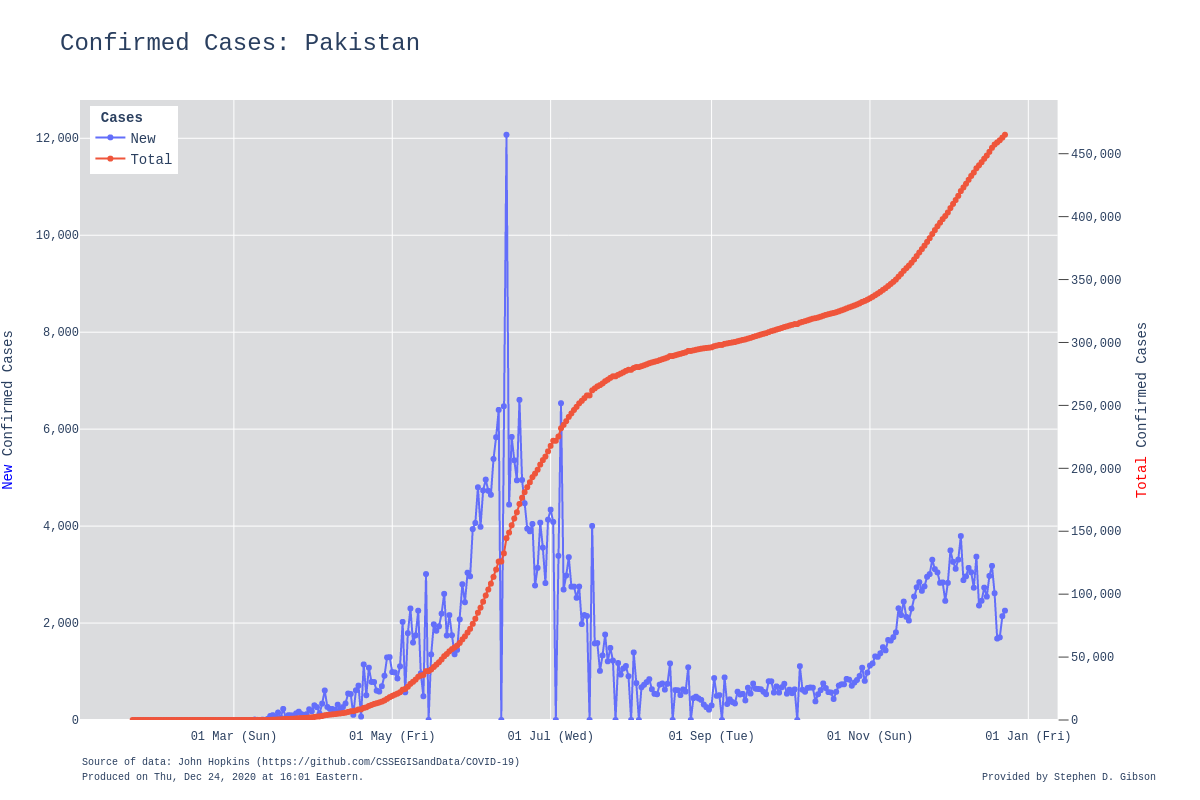 Confirmed Cases: Pakistan
Cases
New
Total
12,000
10,000
8,000
6,000
4,000
2,000
0
450,000
400,000
350,000
300,000
250,000
200,000
150,000
100,000
50,000
0
New Confirmed Cases
Total Confirmed Cases
01 Mar (Sun)
01 May (Fri)
01 Jul (Wed)
01 Sep (Tue)
01 Nov (Sun)
01 Jan (Fri)
Source of data: John Hopkins (https://github.com/CSSEGISandData/COVID-19)
Produced on Thu, Dec 24, 2020 at 16:01 Eastern.
Provided by Stephen D. Gibson